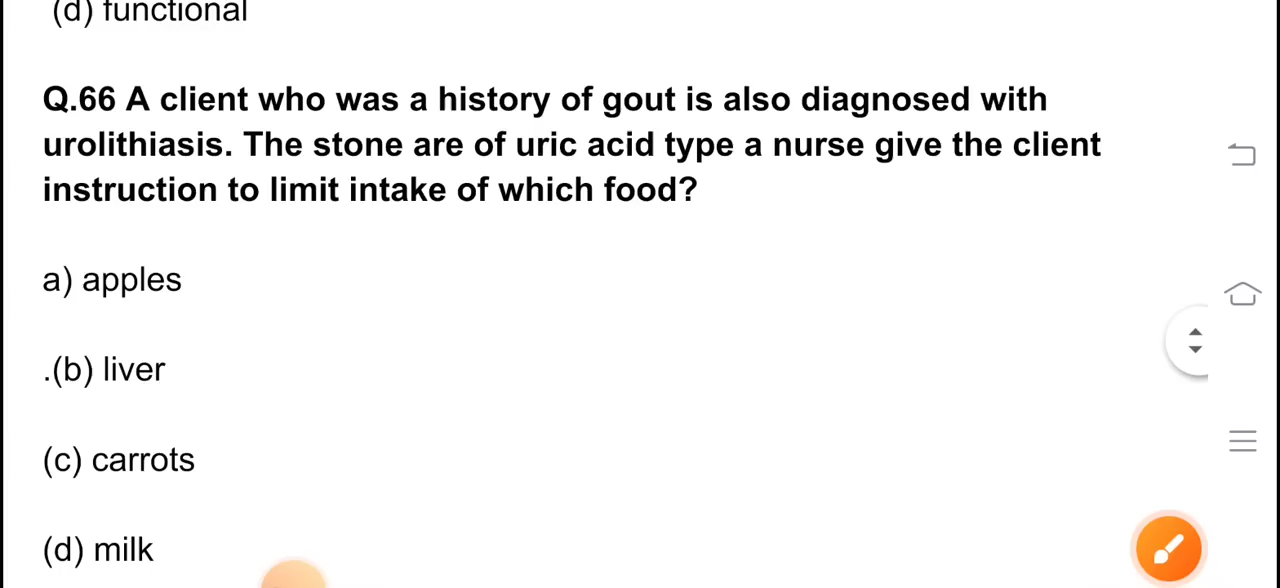 (d) functional
Q.66 A client who was a history of gout is also diagnosed with
urolithiasis. The stone are of uric acid type a nurse give the client
instruction to limit intake of which food?
a) apples
.(b) liver
(c) carrots
(d) milk